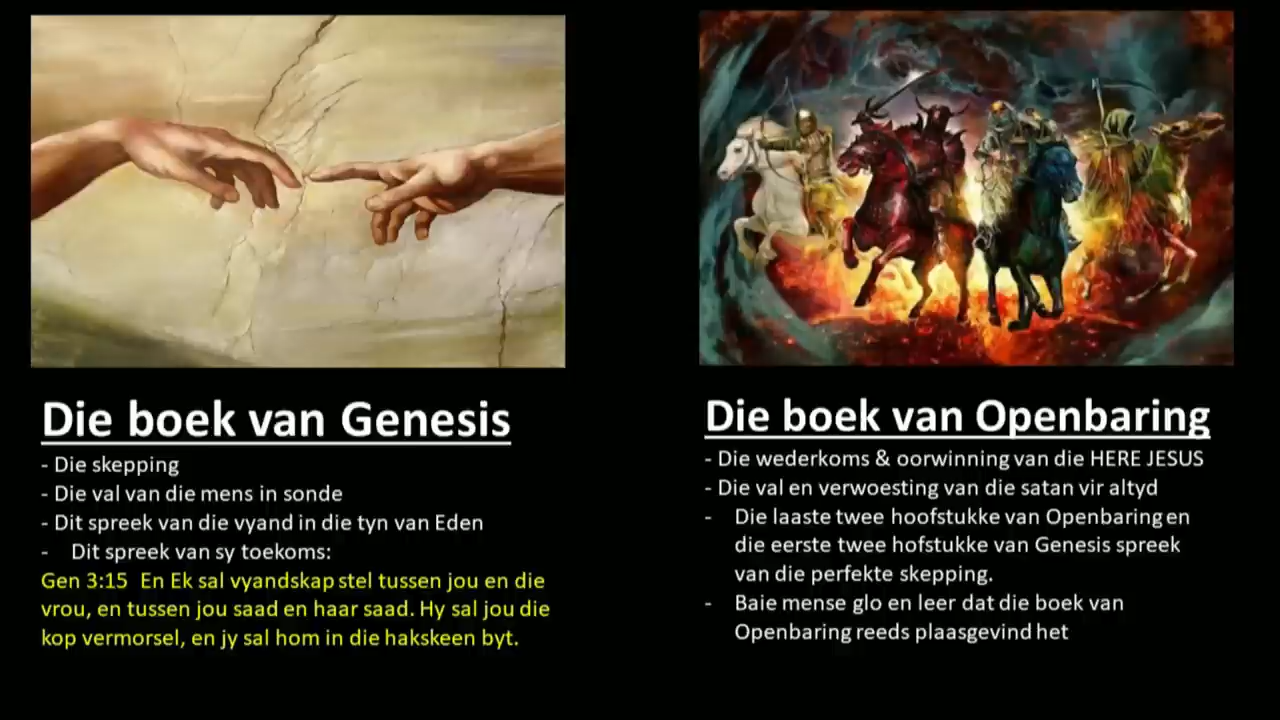 Die boek van Genesis
- Die skepping
- Die val van die mens in sonde
- Dit spreek van die vyand in die tyn van Eden
- Dit spreek van sy toekoms:
Gen 3:15 En Ek sal vyandskap stel tussen jou en die
vrou, en tussen jou saad en haar saad. Hy sal jou die
kop vermorsel, en jy sal hom in die hakskeen byt.
Die boek van Openbaring
- Die wederkoms & oorwinning van die HERE JESUS
- Die val en verwoesting van die satan vir altyd
- Die laaste twee hoofstukke van Openbaring en
die eerste twee hofstukke van Genesis spreek
van die perfekte skepping.
- Baie mense glo en leer dat die boek van
Openbaring reeds plaasgevind het